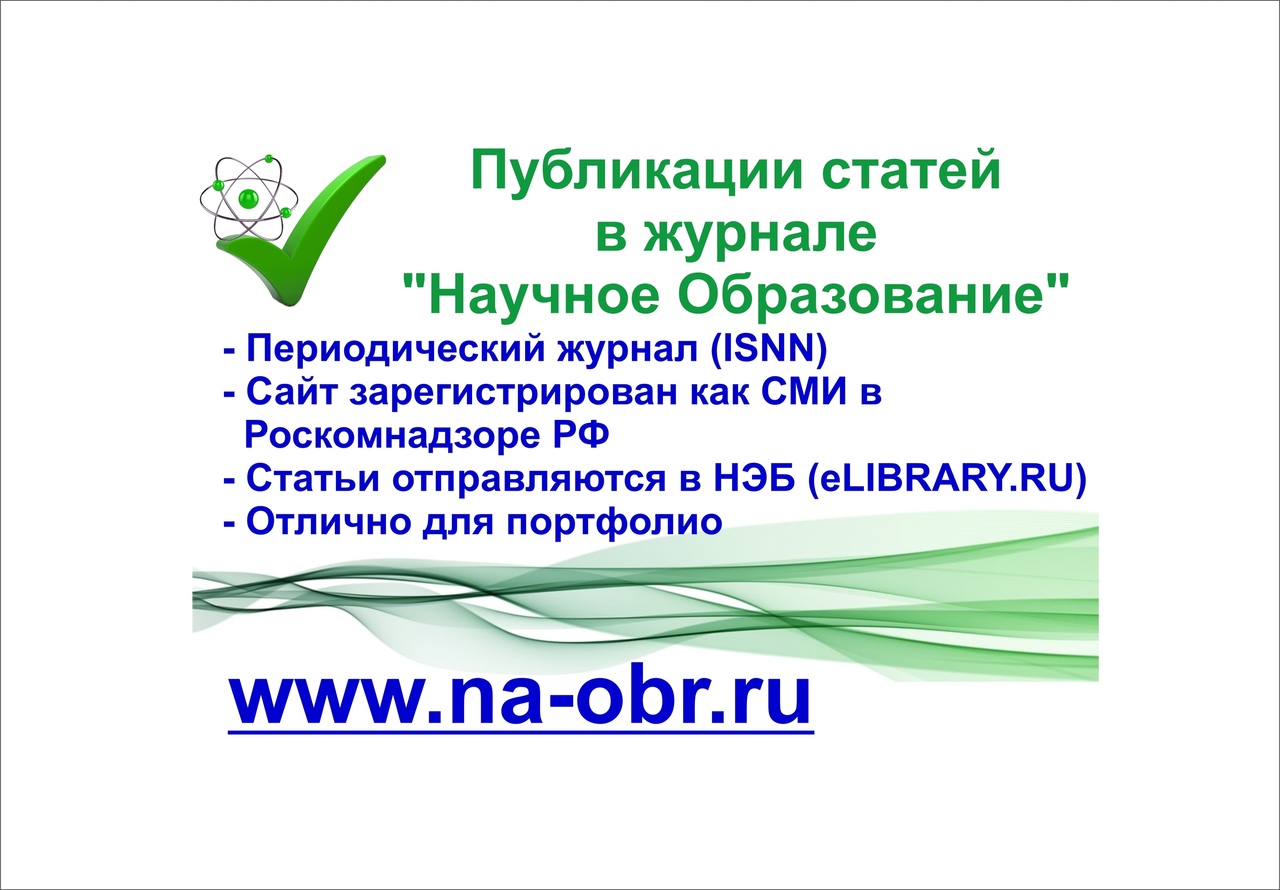 Публикации статей
в журнале
"Научное Образование"
- Периодический журнал (ISNN)
- Сайт зарегистрирован как СМИ в
Роскомнадзоре РФ
- Статьи отправляются в НЭБ (eLIBRARY.RU)
- Отлично для портфолио
www.na-obr.ru